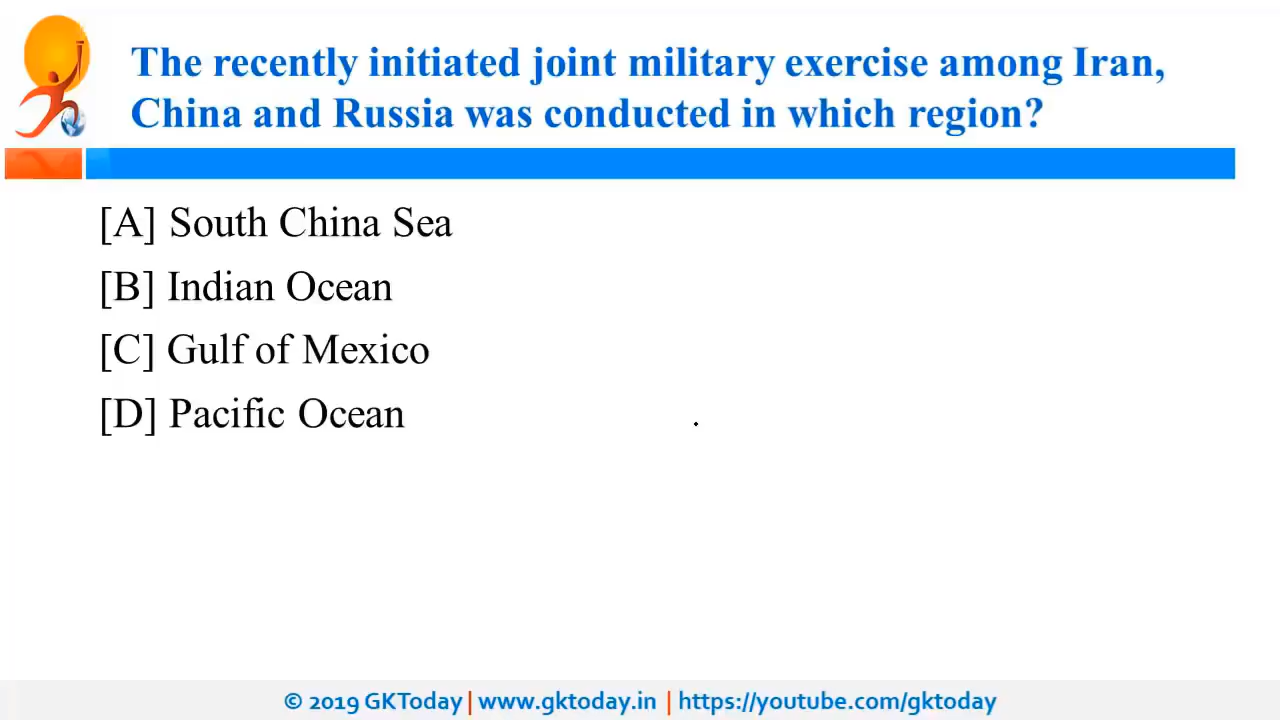 The recently initiated joint military exercise among Iran,
China and Russia was conducted in which region?
[A] South China Sea
[B] Indian Ocean
[C] Gulf of Mexico
[D] Pacific Ocean
© 2019 GKToday | www.gktoday.in | https://youtube.com/gktoday